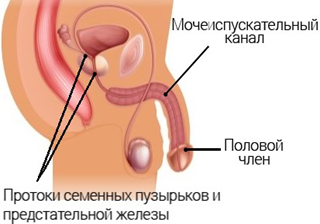 Мочеиспускательный
канал
Половой
член
Протоки семенных пузырьков и
предстательной железы